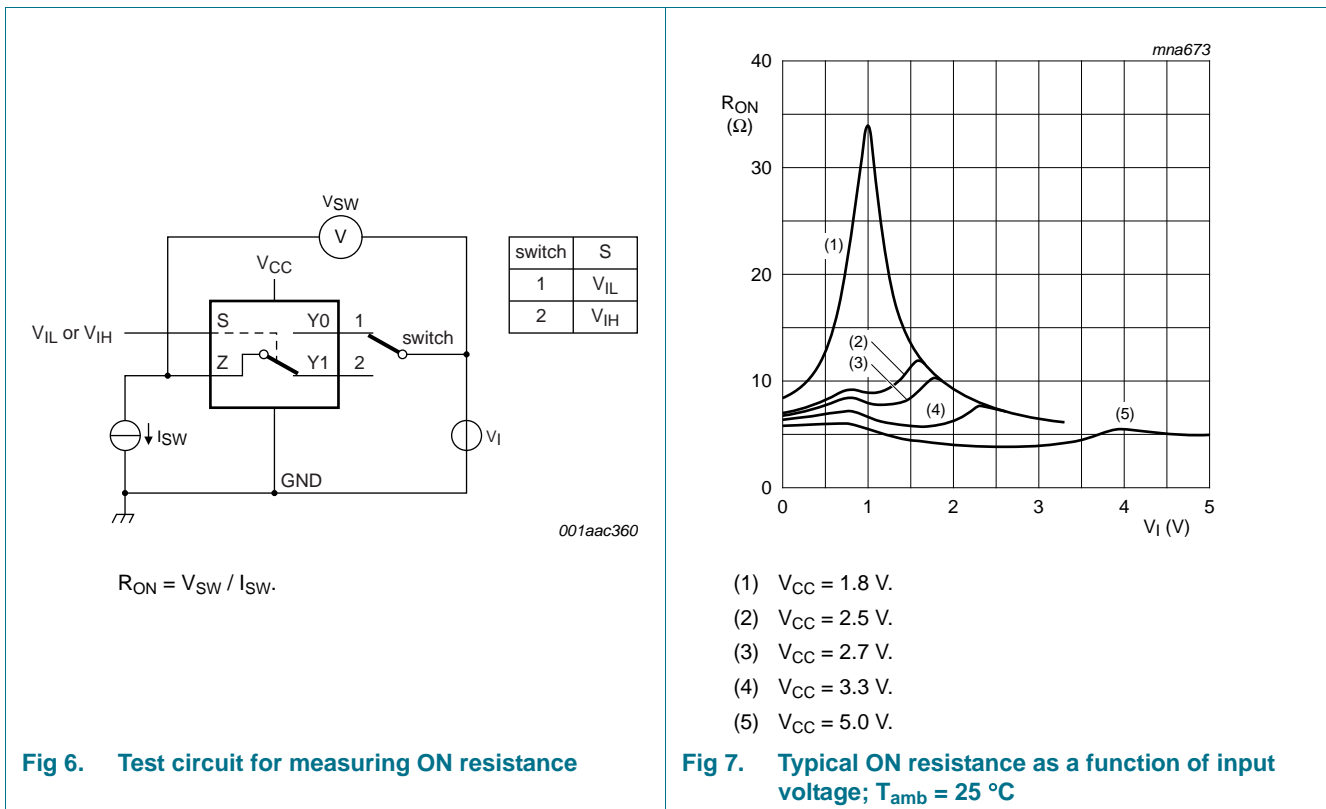 VSW
V
VCC
switch S
1 VIL
2 VIH
VIL or VIH
S Y0 1
switch
Z Y1 2
ISW
VI
GND
001aac360
RON = VSW / ISW.
Fig 6. Test circuit for measuring ON resistance
mna673
40
RON
(Ω)
30
(1)
20
(2)
(3)
10
(4)
(5)
0
0 1 2 3 4 5
VI (V)
(1) VCC = 1.8 V.
(2) VCC = 2.5 V.
(3) VCC = 2.7 V.
(4) VCC = 3.3 V.
(5) VCC = 5.0 V.
Fig 7. Typical ON resistance as a function of input
voltage; Tamb = 25 °C